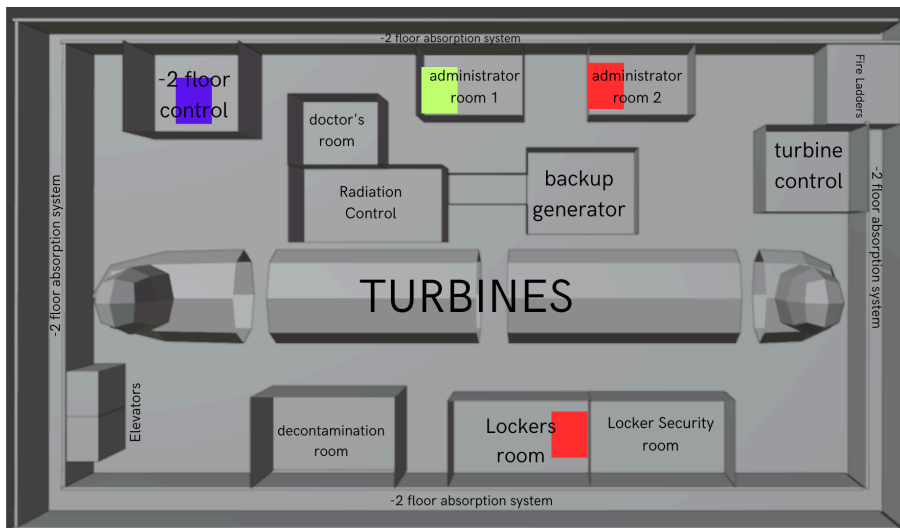 -2 floor absorption system
-2 floor
control
administrator
room 1
administrator
room 2
Fire Ladders
doctor's
room
turbine
control
Radiation
Control
backup
generator
-2 floor absorption system
-2 floor absorption system
TURBINES
Elevators
decontamination
room
Lockers
room
Locker Security
room
-2 floor absorption system